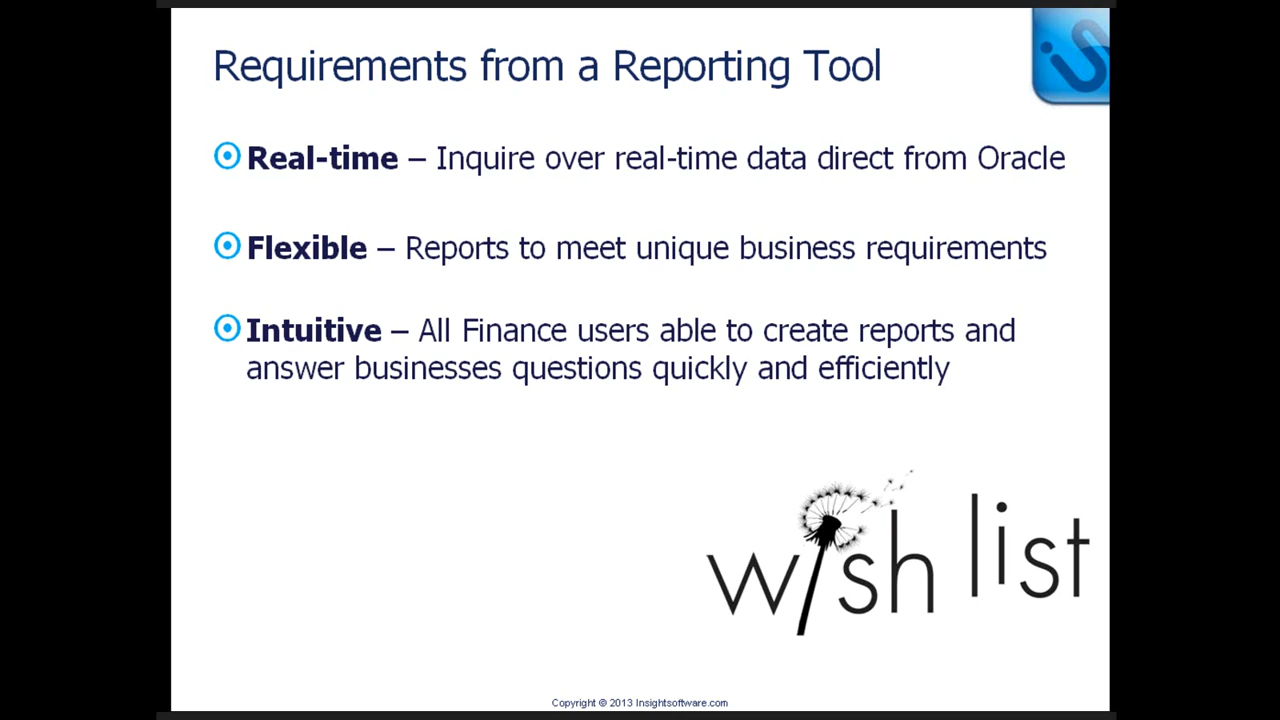 Requirements from a Reporting Tool
iS
Real-time – Inquire over real-time data direct from Oracle
Flexible – Reports to meet unique business requirements
Intuitive – All Finance users able to create reports and
answer businesses questions quickly and efficiently
wish list
Copyright © 2013 Insightsoftware.com